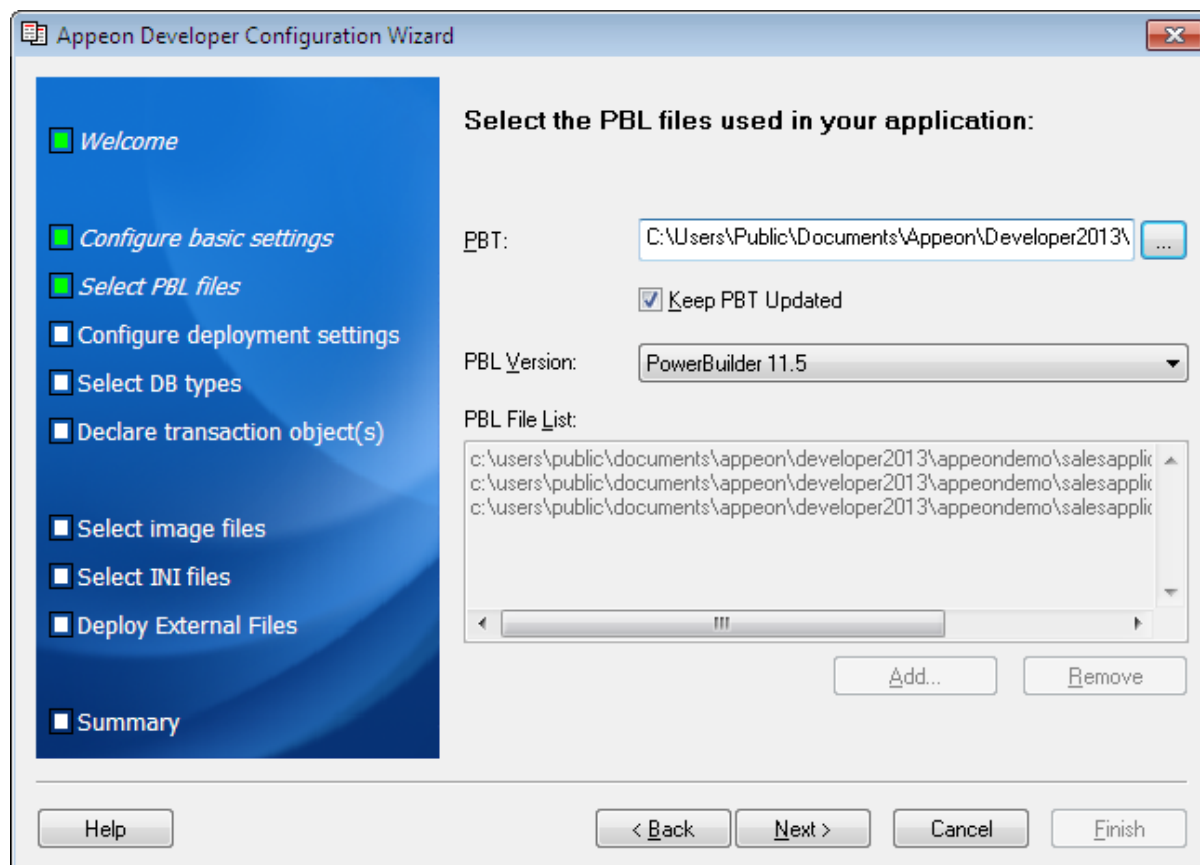 Appeon Developer Configuration Wizard
Welcome
Configure basic settings
Select PBL files
Configure deployment settings
Select DB types
Declare transaction object(s)
Select image files
Select INI files
Deploy External Files
Summary
Select the PBL files used in your application:
PBT: C:\Users\Public\Documents\Appeon\Developer2013\ ...
Keep PBT Updated
PBL Version: PowerBuilder 11.5
PBL File List:
c:\users\public\documents\appeon\developer2013\appeondemo\salesapplic
c:\users\public\documents\appeon\developer2013\appeondemo\salesapplic
c:\users\public\documents\appeon\developer2013\appeondemo\salesapplic
Add... Remove
Help < Back Next > Cancel Finish